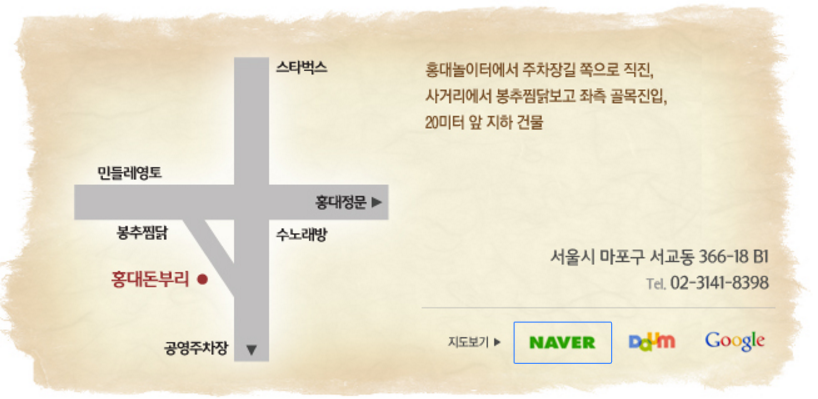 스타벅스
민들레영토
홍대정문 ▶
봉추찜닭
수노래방
홍대돈부리
공영주차장
▼
홍대놀이터에서 주차장길 쪽으로 직진,
사거리에서 봉추찜닭보고 좌측 골목진입,
20미터 앞 지하 건물
서울시 마포구 서교동 366-18 B1
Tel. 02-3141-8398
지도보기 ▶ NAVER Daum Google